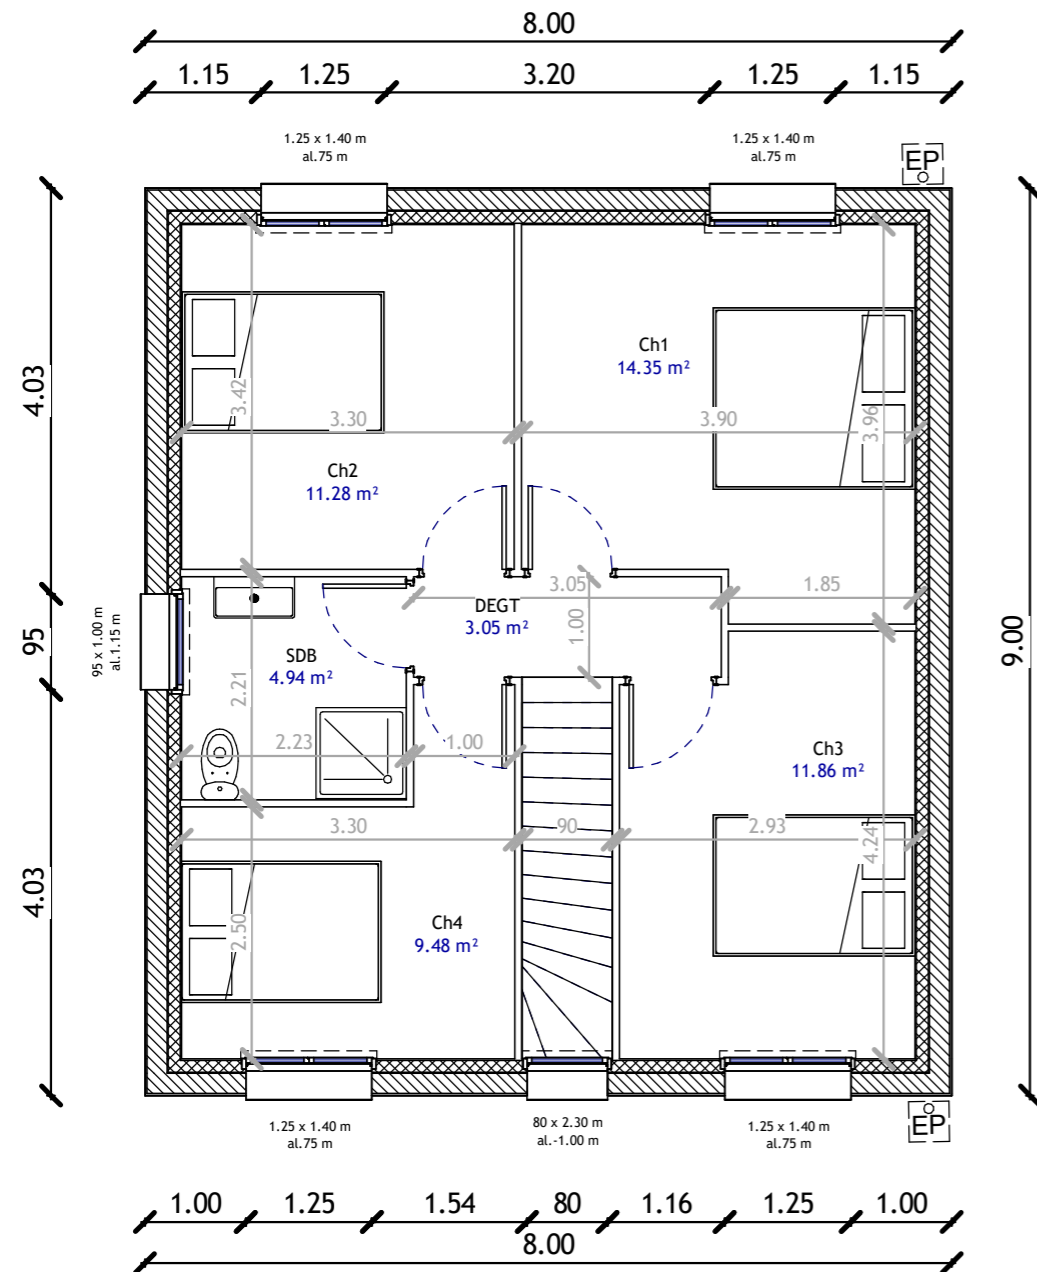 8.00
1.15 1.25 3.20 1.25 1.15
1.25 x 1.40 m
al.75 m
1.25 x 1.40 m
al.75 m
EP
4.03
95
4.03
95 x 1.00 m
al.1.15 m
9.00
Ch1
14.35 m²
3.42
3.30
3.90
3.96
Ch2
11.28 m²
3.05
1.85
DEGT
3.05 m²
1.00
SDB
4.94 m²
2.21
2.23
1.00
Ch3
11.86 m²
3.30
90
2.93
4.24
Ch4
9.48 m²
2.50
1.25 x 1.40 m
al.75 m
80 x 2.30 m
al.-1.00 m
1.25 x 1.40 m
al.75 m
EP
1.00 1.25 1.54 80 1.16 1.25 1.00
8.00